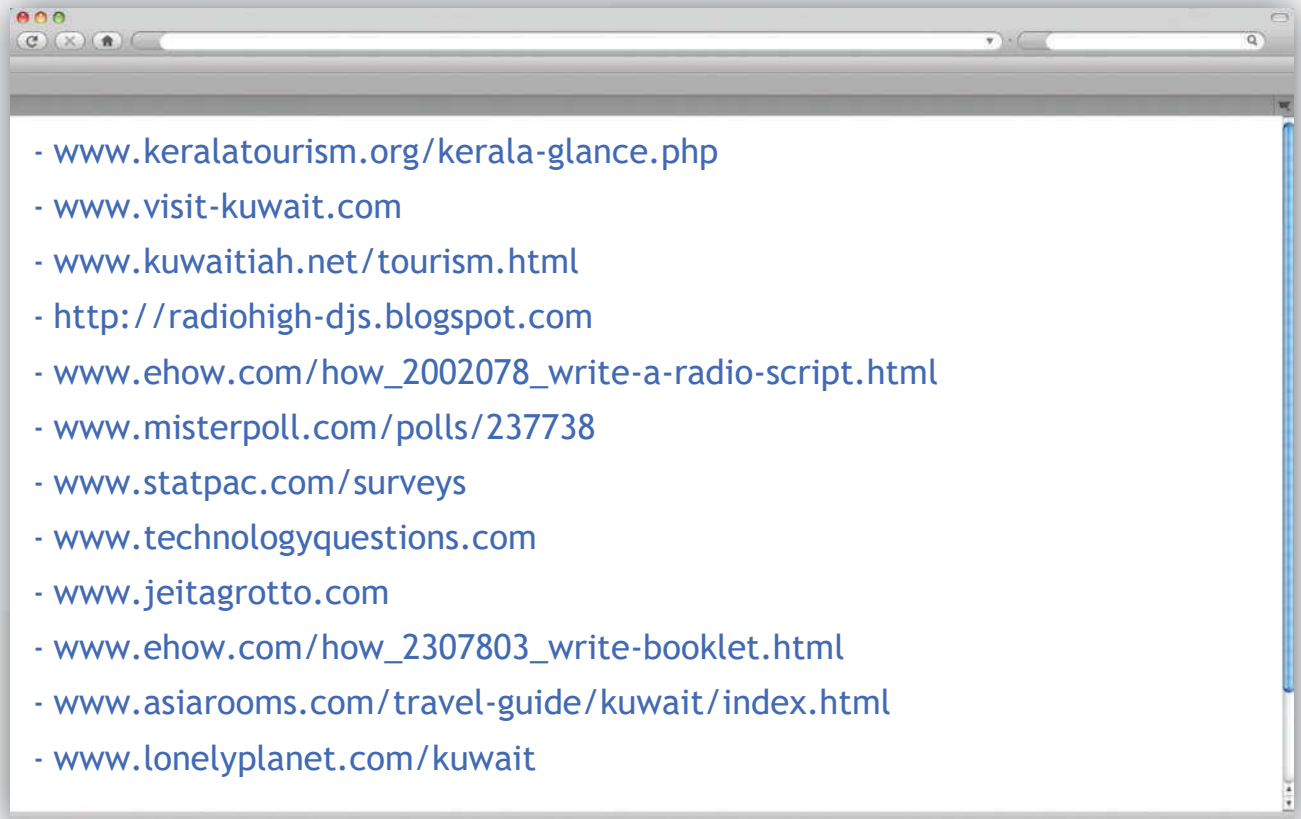 - www.keralatourism.org/kerala-glance.php
- www.visit-kuwait.com
- www.kuwaitiah.net/tourism.html
- http://radiohigh-djs.blogspot.com
- www.ehow.com/how_2002078_write-a-radio-script.html
- www.misterpoll.com/polls/237738
- www.statpac.com/surveys
- www.technologyquestions.com
- www.jeitagrotto.com
- www.ehow.com/how_2307803_write-booklet.html
- www.asiarooms.com/travel-guide/kuwait/index.html
- www.lonelyplanet.com/kuwait